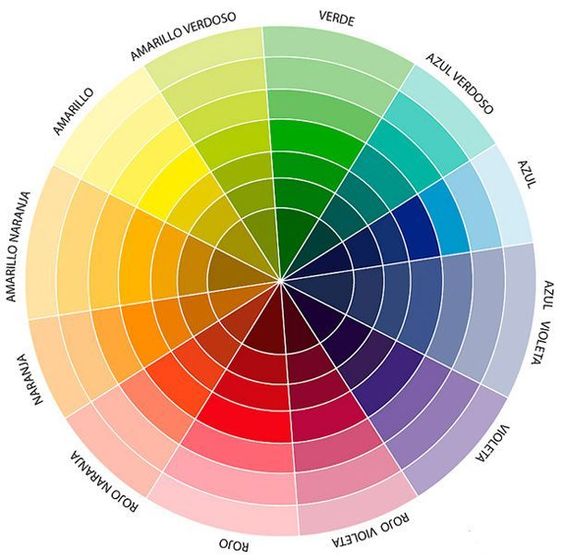 VERDE
AZUL VERDOSO
AZUL
AZUL VIOLETA
VIOLETA
ROJO VIOLETA
ROJO
ROJO NARANJA
NARANJA
AMARILLO NARANJA
AMARILLO
AMARILLO VERDOSO